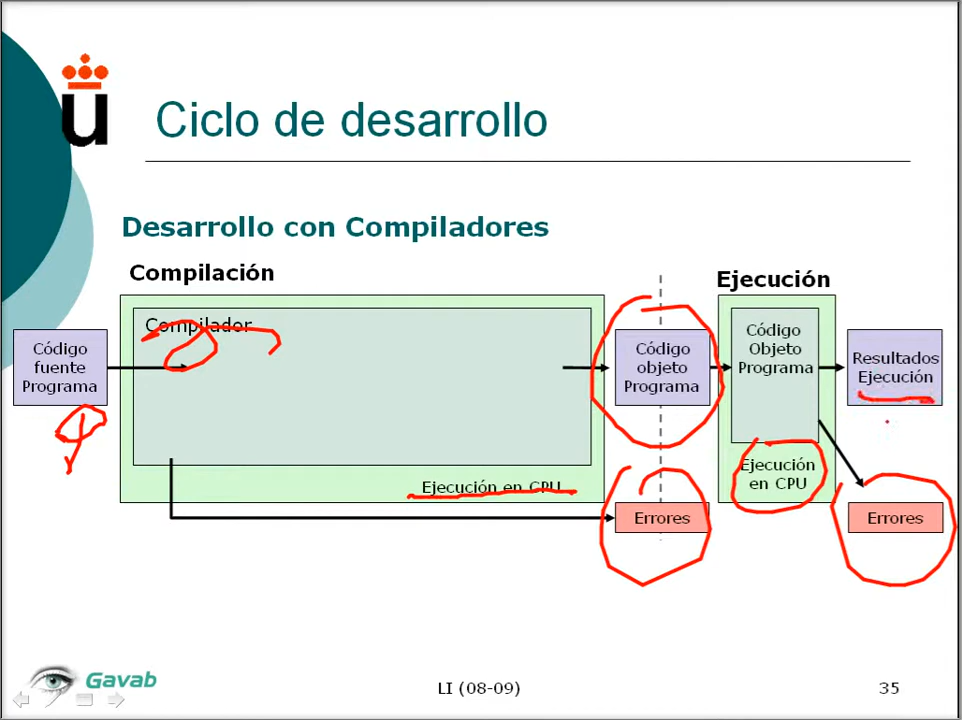 u
Ciclo de desarrollo
Desarrollo con Compiladores
Compilación
Ejecución
Compilador
Código
fuente
Programa
Código
objeto
Programa
Código
Objeto
Programa
Resultados
Ejecución
Ejecución en CPU
Ejecución
en CPU
Errores
Errores
Gavab
LI (08-09)
35